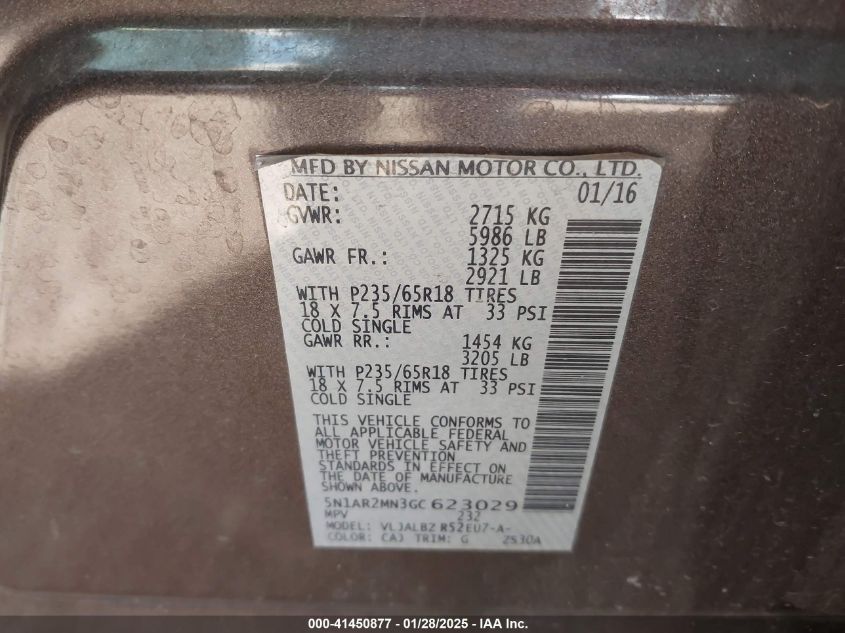 MFD BY NISSAN MOTOR CO., LTD.
DATE: 01/16
GVWR: 2715 KG
5986 LB
GAWR FR.: 1325 KG
2921 LB
WITH P235/65R18 TIRES
18 X 7.5 RIMS AT 33 PSI
COLD SINGLE
GAWR RR.: 1454 KG
3205 LB
WITH P235/65R18 TIRES
18 X 7.5 RIMS AT 33 PSI
COLD SINGLE
THIS VEHICLE CONFORMS TO
ALL APPLICABLE FEDERAL
MOTOR VEHICLE SAFETY AND
THEFT PREVENTION
STANDARDS IN EFFECT ON
THE DATE OF MANUFACTURE
SHOWN ABOVE.
5N1AR2MN3GC 623029
MPV 232
MODEL: VLJALBZ R52EU7-A-
COLOR: CAJ TRIM: G 2530A
000-41450877 — 01/28/2025 — IAA Inc.